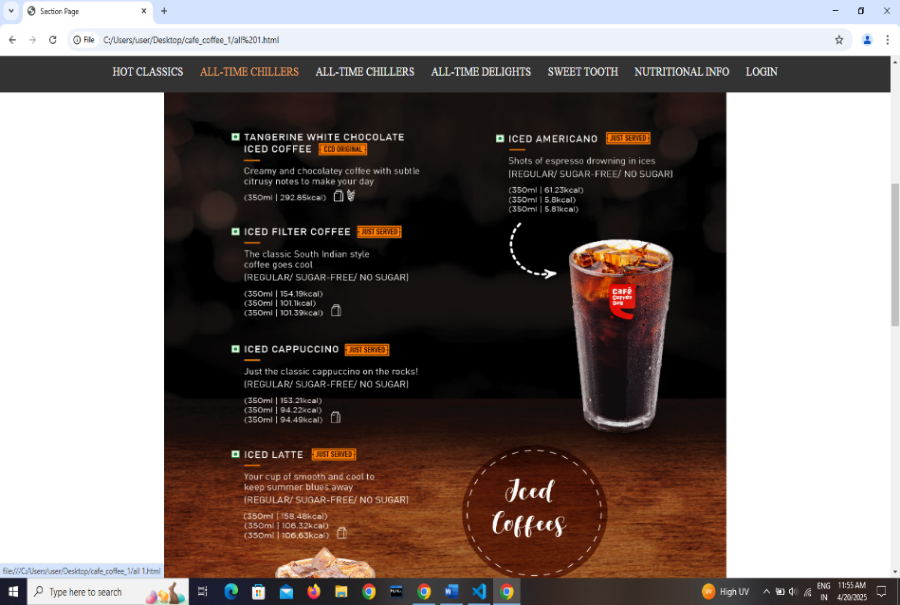 Section Page
File
C:/Users/user/Desktop/cafe_coffee_1/all%201.html
HOT CLASSICS ALL-TIME CHILLERS ALL-TIME CHILLERS ALL-TIME DELIGHTS SWEET TOOTH NUTRITIONAL INFO LOGIN
TANGERINE WHITE CHOCOLATE
ICED COFFEE CCD ORIGINAL
Creamy and chocolatey coffee with subtle
citrusy notes to make your day
(350ml | 292.85kcal)
ICED FILTER COFFEE JUST SERVED
The classic South Indian style
coffee goes cool
(REGULAR/ SUGAR-FREE/ NO SUGAR)
(350ml | 154.19kcal)
(350ml | 101.1kcal)
(350ml | 101.39kcal)
ICED CAPPUCCINO JUST SERVED
Just the classic cappuccino on the rocks!
(REGULAR/ SUGAR-FREE/ NO SUGAR)
(350ml | 153.21kcal)
(350ml | 94.22kcal)
(350ml | 94.49kcal)
ICED LATTE JUST SERVED
Your cup of smooth and cool to
keep summer blues away
(REGULAR/ SUGAR-FREE/ NO SUGAR)
(350ml | 158.48kcal)
(350ml | 106.32kcal)
(350ml | 106.63kcal)
ICED AMERICANO JUST SERVED
Shots of espresso drowning in ices
(REGULAR/ SUGAR-FREE/ NO SUGAR)
(350ml | 61.23kcal)
(350ml | 5.8kcal)
(350ml | 5.81kcal)
Café
Coffee
Day
Iced
Coffees
file:///C:/Users/user/Desktop/cafe_coffee_1/all 1.html
Type here to search
High UV
ENG
IN
11:55 AM
4/20/2025